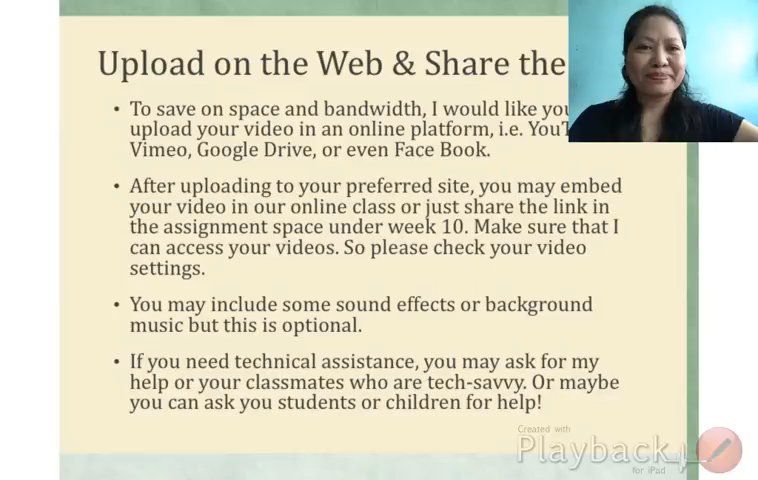 Upload on the Web & Share the
• To save on space and bandwidth, I would like you
upload your video in an online platform, i.e.
Vimeo, Google Drive, or even Face Book.
• After uploading to your preferred site, you may embed
your video in our online class or just share the link in
the assignment space under week 10. Make sure that I
can access your videos. So please check your video
settings.
• You may include some sound effects or background
music but this is optional.
• If you need technical assistance, you may ask for my
help or your classmates who are tech-savvy. Or maybe
you can ask you students or children for help!
Created with
Playback
for iPad